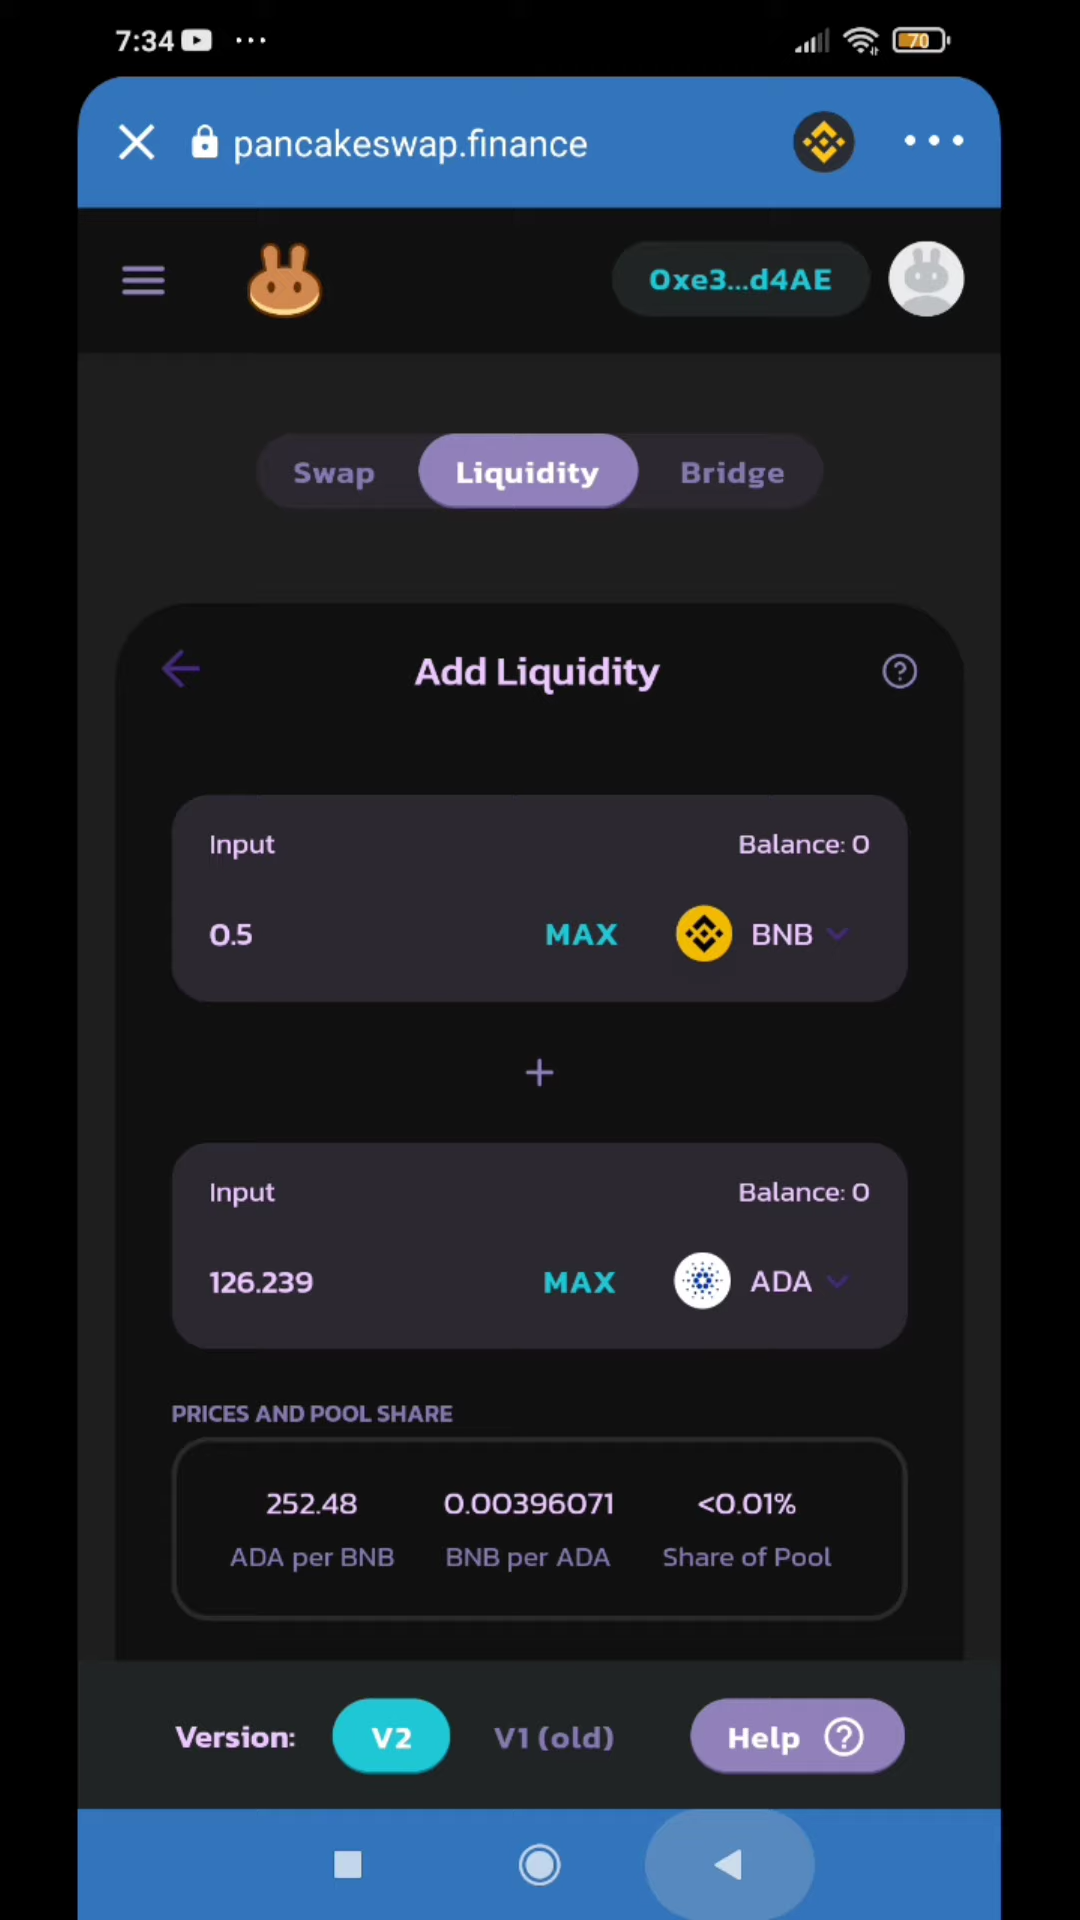 7:34
70
pancakeswap.finance
0xe3...d4AE
Swap
Liquidity
Bridge
Add Liquidity
Input
Balance: 0
0.5
MAX
BNB
+
Input
Balance: 0
126.239
MAX
ADA
PRICES AND POOL SHARE
252.48
0.00396071
<0.01%
ADA per BNB
BNB per ADA
Share of Pool
Version:
V2
V1 (old)
Help